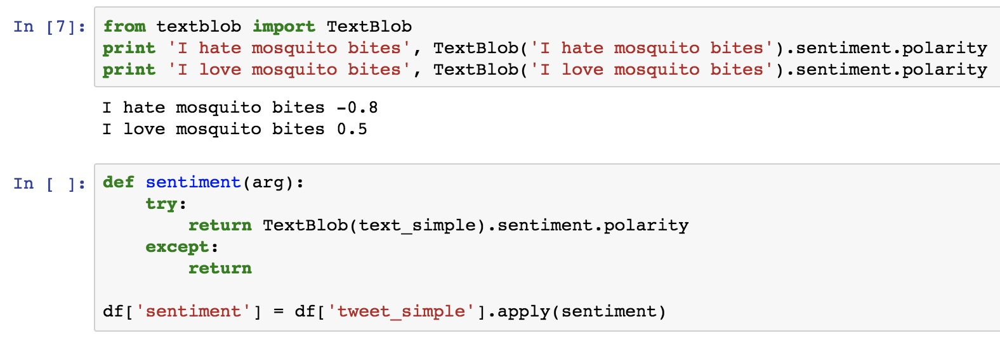 In [7]: from textblob import TextBlob
print 'I hate mosquito bites', TextBlob('I hate mosquito bites').sentiment.polarity
print 'I love mosquito bites', TextBlob('I love mosquito bites').sentiment.polarity
I hate mosquito bites -0.8
I love mosquito bites 0.5
In [ ]: def sentiment(arg):
    try:
        return TextBlob(text_simple).sentiment.polarity
    except:
        return
df['sentiment'] = df['tweet_simple'].apply(sentiment)